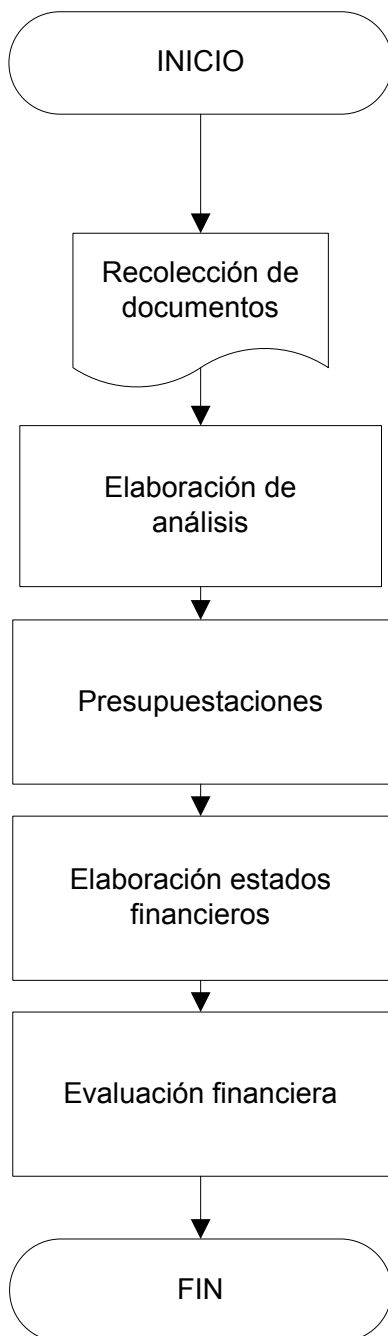 INICIO
Recolección de
documentos
Elaboración de
análisis
Presupuestaciones
Elaboración estados
financieros
Evaluación financiera
FIN